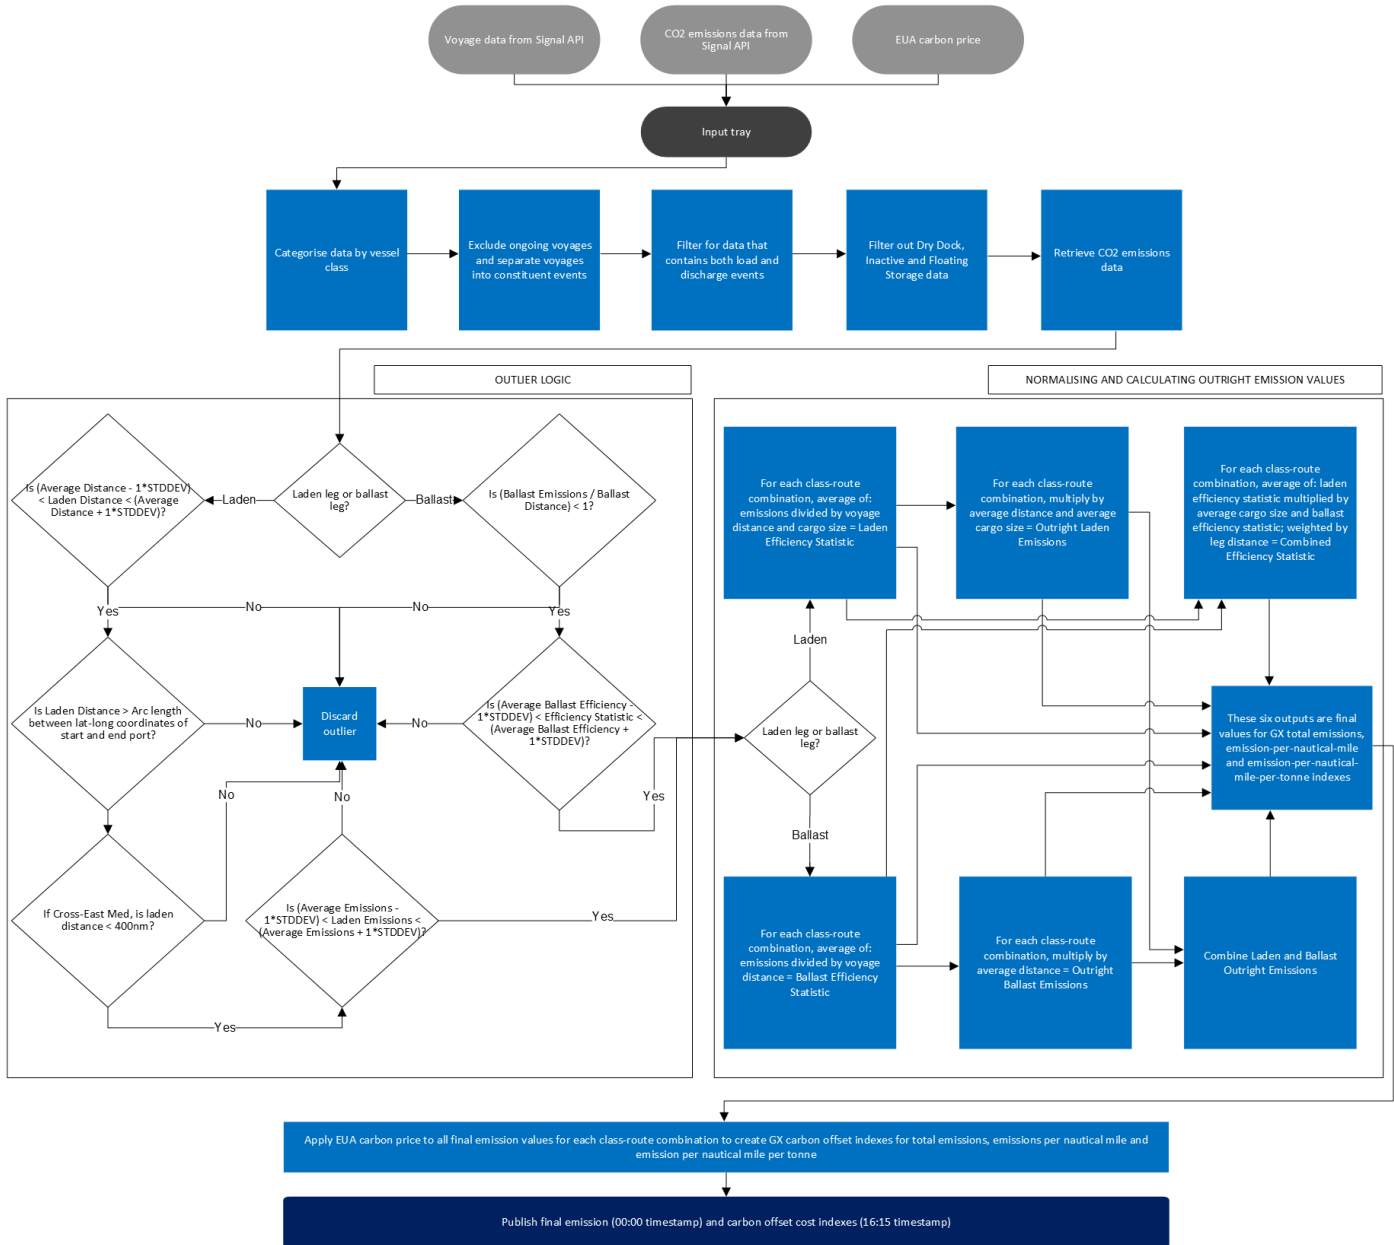 Voyage data from Signal API
CO2 emissions data from
Signal API
EUA carbon price
Input tray
Categorise data by vessel
class
Exclude ongoing voyages
and separate voyages
into constituent events
Filter for data that
contains both load and
discharge events
Filter out Dry Dock,
Inactive and Floating
Storage data
Retrieve CO2 emissions
data
OUTLIER LOGIC
Is (Average Distance - 1*STDDEV)
< Laden Distance < (Average
Distance + 1*STDDEV)?
Laden
Laden leg or ballast
leg?
Ballast
Is (Ballast Emissions / Ballast
Distance) < 1?
Yes
No
No
Yes
Is Laden Distance > Arc length
between lat-long coordinates of
start and end port?
No
Discard
outlier
No
Is (Average Ballast Efficiency -
1*STDDEV) < Efficiency Statistic <
(Average Ballast Efficiency +
1*STDDEV)?
No
No
Yes
If Cross-East Med, is laden
distance < 400nm?
Is (Average Emissions -
1*STDDEV) < Laden Emissions <
(Average Emissions + 1*STDDEV)?
Yes
Yes
NORMALISING AND CALCULATING OUTRIGHT EMISSION VALUES
For each class-route
combination, average of:
emissions divided by voyage
distance and cargo size = Laden
Efficiency Statistic
For each class-route
combination, multiply by
average distance and average
cargo size = Outright Laden
Emissions
For each class-route
combination, average of: laden
efficiency statistic multiplied by
average cargo size and ballast
efficiency statistic; weighted by
leg distance = Combined
Efficiency Statistic
Laden
Laden leg or ballast
leg?
Ballast
These six outputs are final
values for GX total emissions,
emission-per-nautical-mile
and emission-per-nautical-
mile-per-tonne indexes
For each class-route
combination, average of:
emissions divided by voyage
distance = Ballast Efficiency
Statistic
For each class-route
combination, multiply by
average distance = Outright
Ballast Emissions
Combine Laden and Ballast
Outright Emissions
Apply EUA carbon price to all final emission values for each class-route combination to create GX carbon offset indexes for total emissions, emissions per nautical mile and
emission per nautical mile per tonne
Publish final emission (00:00 timestamp) and carbon offset cost indexes (16:15 timestamp)